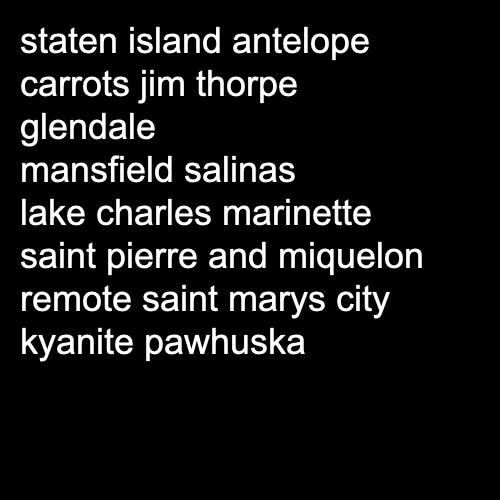 staten island antelope
carrots jim thorpe
glendale
mansfield salinas
lake charles marinette
saint pierre and miquelon
remote saint marys city
kyanite pawhuska